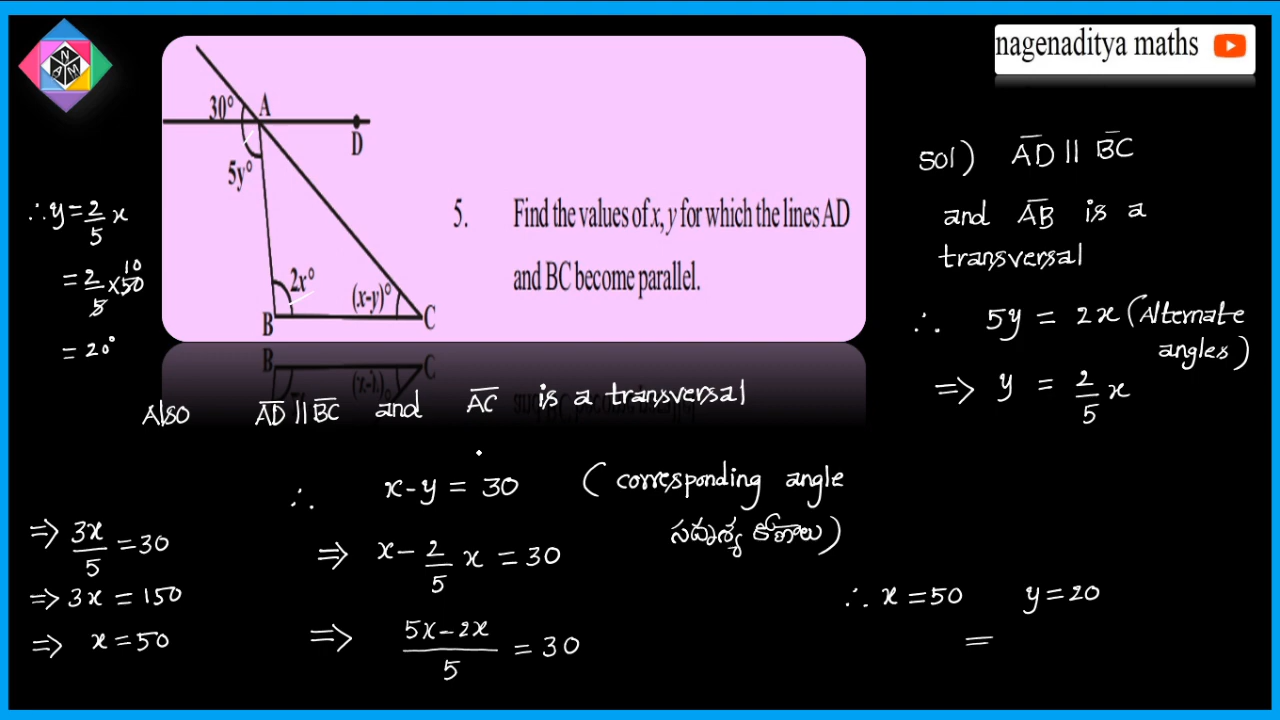 N
A M
nagenaditya maths
30°
A
D
5y°
2x°
(x-y)°
B
C
5. Find the values of x, y for which the lines AD
and BC become parallel.
Sol) AD || BC
and AB is a
transversal
∴ 5y = 2x (Alternate
angles)
=> y = 2/5 x
Also AD || BC and AC is a transversal
∴ x-y = 30 (corresponding angle
సదృశ్య కోణాలు)
=> x - 2/5 x = 30
=> 5x-2x/5 = 30
=> 3x/5 = 30
=> 3x = 150
=> x = 50
∴ y = 2/5 x
= 2/5 × 50 10
= 20°
∴ x = 50 y = 20